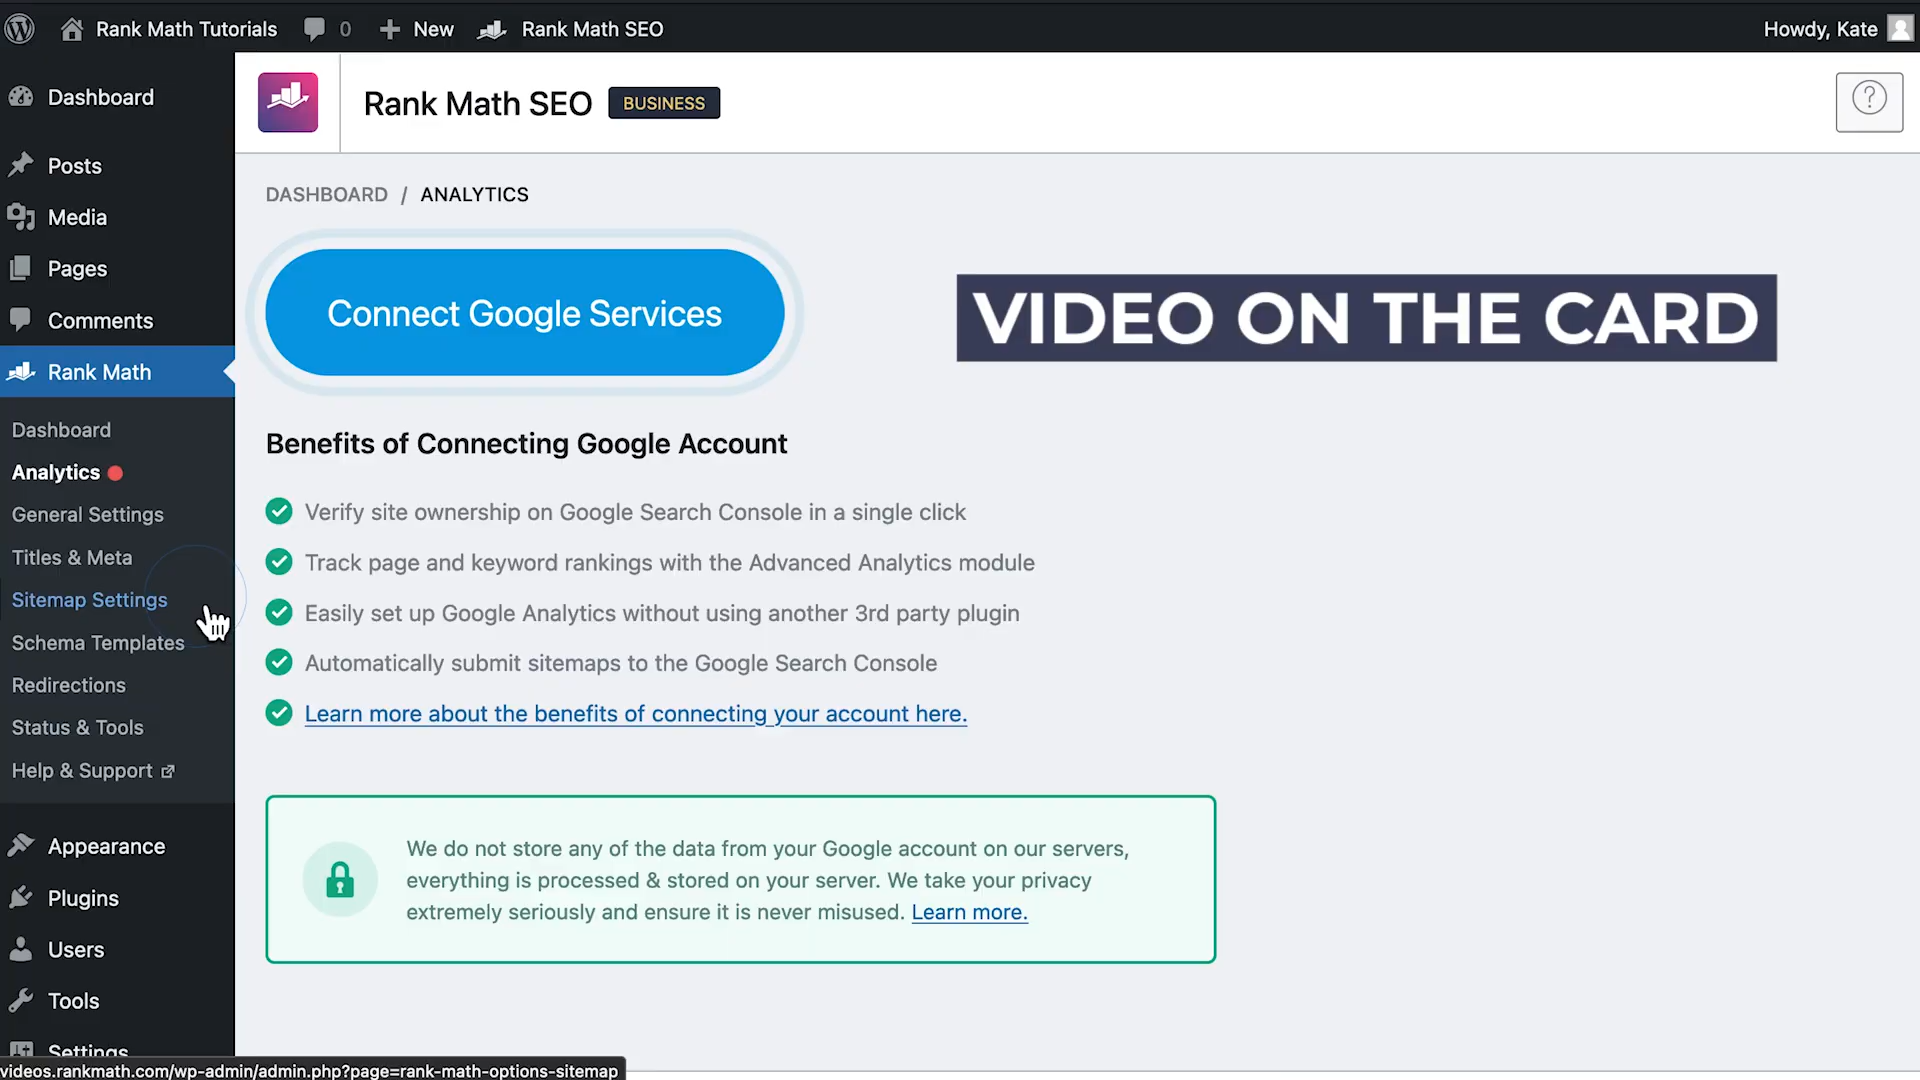 Rank Math Tutorials 0 New Rank Math SEO Howdy, Kate
Dashboard
Posts
Media
Pages
Comments
Rank Math
Dashboard
Analytics
General Settings
Titles & Meta
Sitemap Settings
Schema Templates
Redirections
Status & Tools
Help & Support
Appearance
Plugins
Users
Tools
Settings
videos.rankmath.com/wp-admin/admin.php?page=rank-math-options-sitemap
Rank Math SEO BUSINESS
?
DASHBOARD / ANALYTICS
Connect Google Services
VIDEO ON THE CARD
Benefits of Connecting Google Account
Verify site ownership on Google Search Console in a single click
Track page and keyword rankings with the Advanced Analytics module
Easily set up Google Analytics without using another 3rd party plugin
Automatically submit sitemaps to the Google Search Console
Learn more about the benefits of connecting your account here.
We do not store any of the data from your Google account on our servers,
everything is processed & stored on your server. We take your privacy
extremely seriously and ensure it is never misused. Learn more.